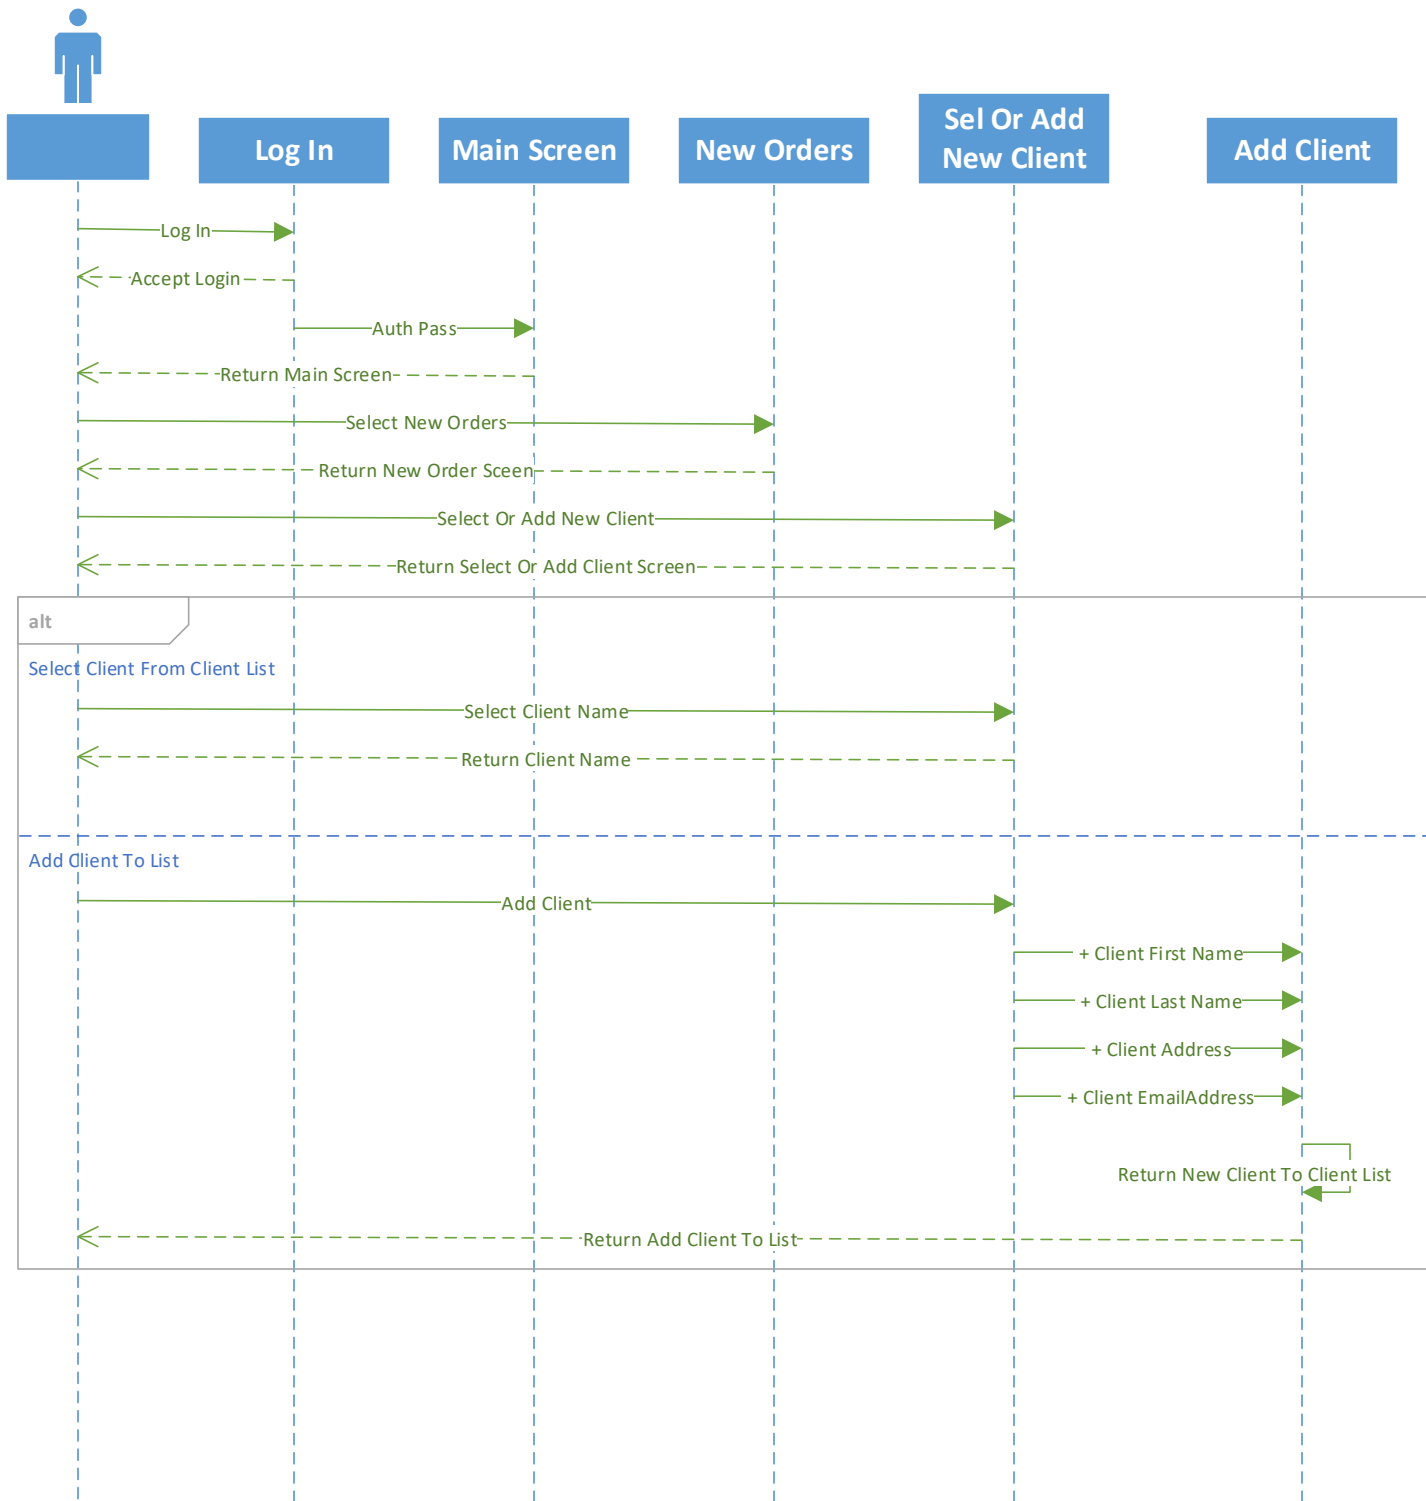 Log In
Main Screen
New Orders
Sel Or Add
New Client
Add Client
Log In
Accept Login
Auth Pass
Return Main Screen
Select New Orders
Return New Order Sceen
Select Or Add New Client
Return Select Or Add Client Screen
alt
Select Client From Client List
Select Client Name
Return Client Name
Add Client To List
Add Client
+ Client First Name
+ Client Last Name
+ Client Address
+ Client EmailAddress
Return New Client To Client List
Return Add Client To List